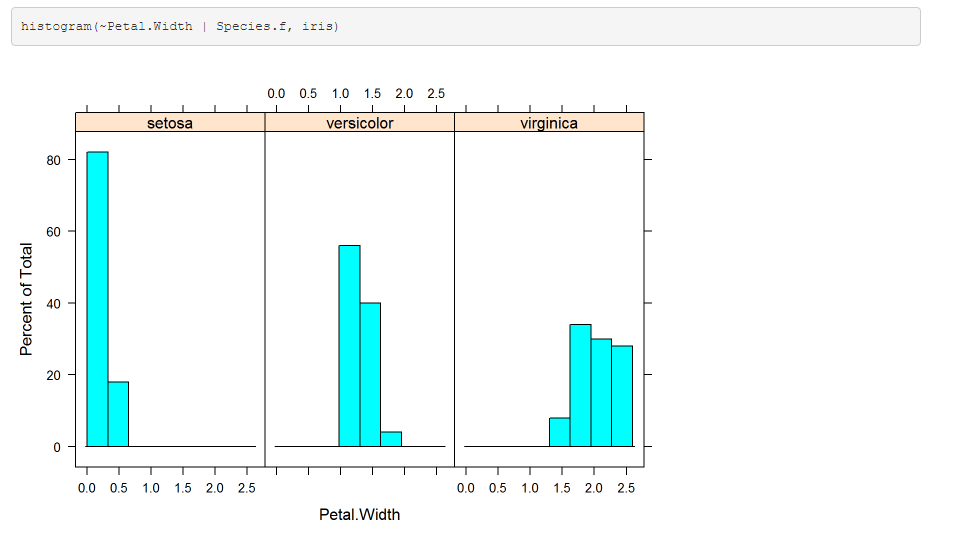 histogram(~Petal.Width | Species.f, iris)
0.0 0.5 1.0 1.5 2.0 2.5
setosa versicolor virginica
80
60
40
20
0
Percent of Total
0.0 0.5 1.0 1.5 2.0 2.5 0.0 0.5 1.0 1.5 2.0 2.5
Petal.Width